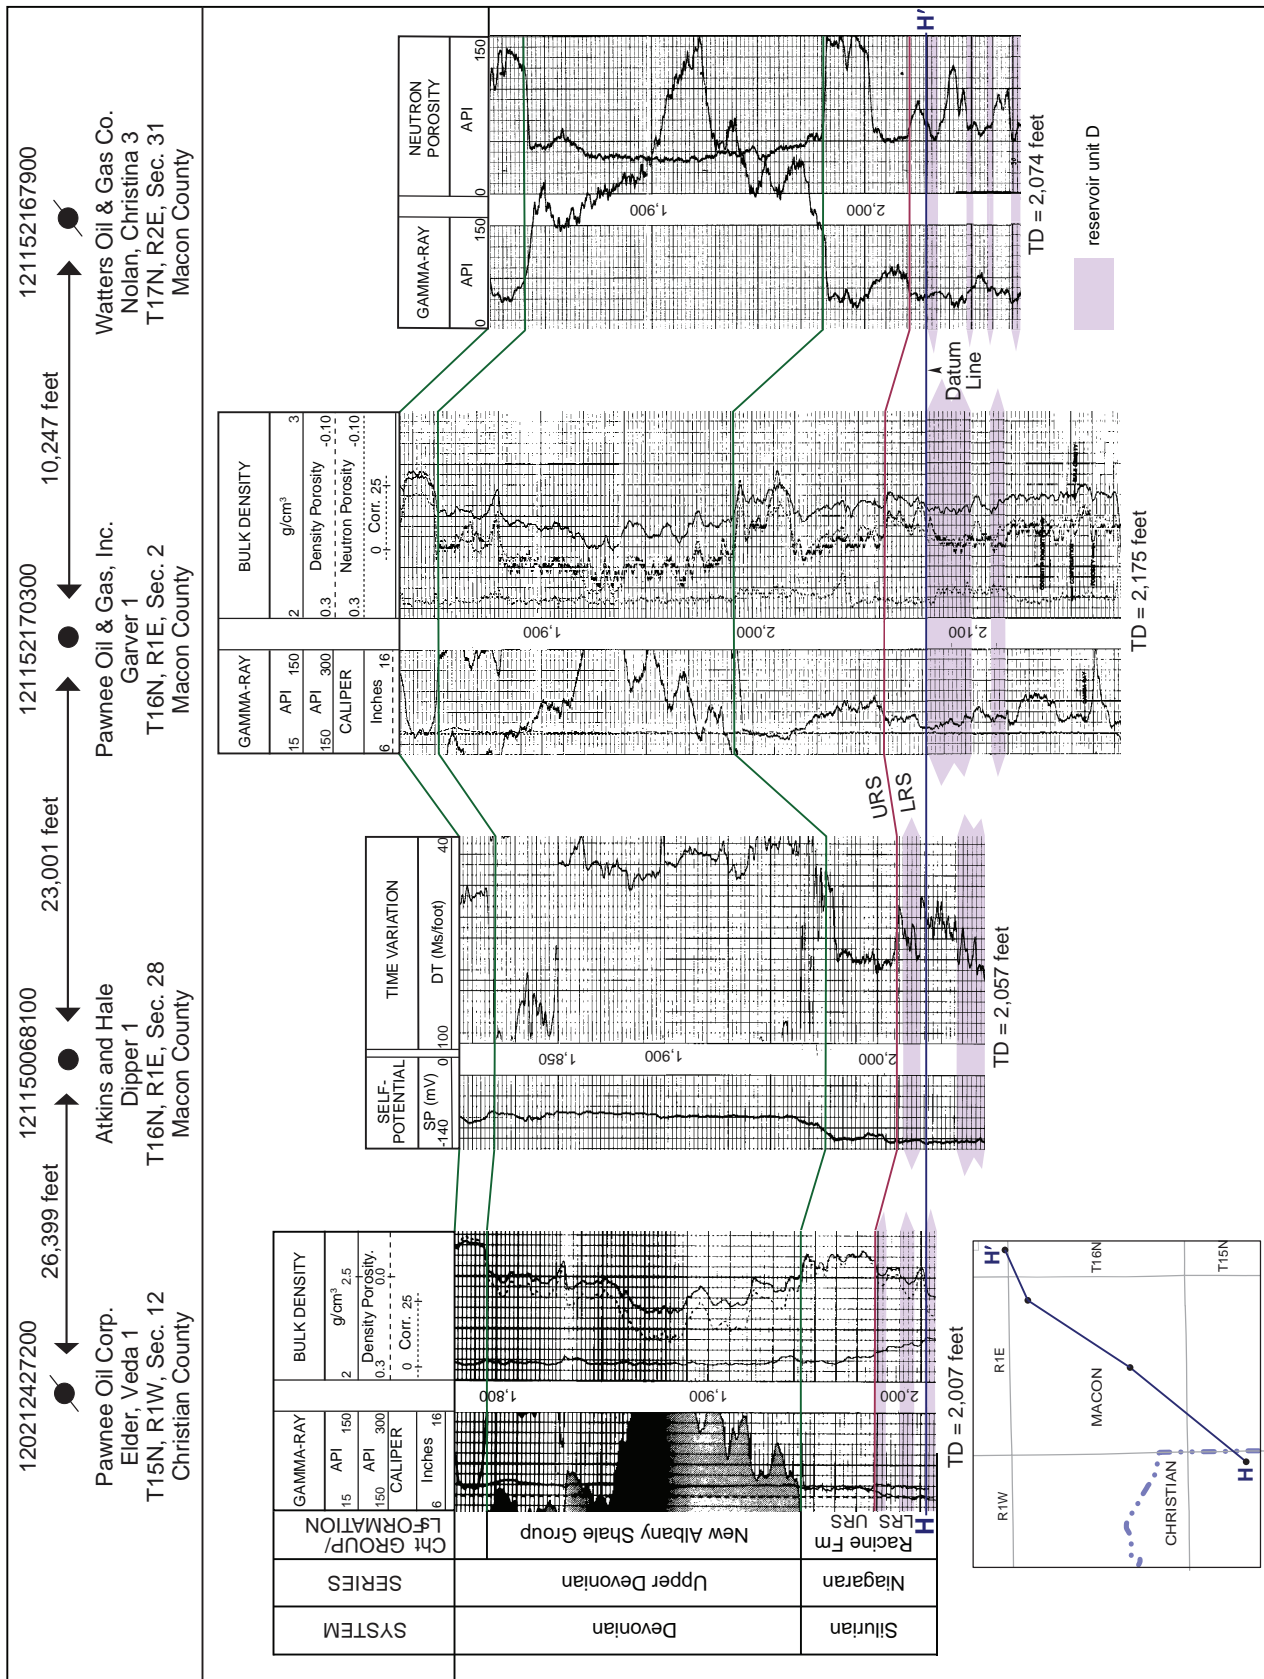 120212427200
26,399 feet
121150068100
23,001 feet
121152170300
10,247 feet
121152167900
Pawnee Oil Corp.
Elder, Veda 1
T15N, R1W, Sec. 12
Christian County
Atkins and Hale
Dipper 1
T16N, R1E, Sec. 28
Macon County
Pawnee Oil & Gas, Inc.
Garver 1
T16N, R1E, Sec. 2
Macon County
Watters Oil & Gas Co.
Nolan, Christina 3
T17N, R2E, Sec. 31
Macon County
SYSTEM
SERIES
GROUP/
FORMATION
Cht
Ls
Devonian
Upper Devonian
New Albany Shale Group
Silurian
Niagaran
Racine Fm
LRS URS
H
GAMMA-RAY
15 API 150
150 API 300
CALIPER
6 Inches 16
BULK DENSITY
2 g/cm³ 2.5
Density Porosity.
0.3 0.0
0 Corr. 25
1,800
1,900
2,000
TD = 2,007 feet
SELF-
POTENTIAL
SP (mV)
-140 0
TIME VARIATION
DT (Ms/foot)
100 40
1,850
1,900
2,000
TD = 2,057 feet
URS
LRS
GAMMA-RAY
15 API 150
150 API 300
CALIPER
6 Inches 16
BULK DENSITY
2 g/cm³ 3
Density Porosity
0.3 -0.10
Neutron Porosity
0.3 -0.10
0 Corr. 25
1,900
2,000
2,100
TD = 2,175 feet
Datum
Line
GAMMA-RAY
API
0 150
NEUTRON
POROSITY
API
0 150
1,900
2,000
H'
TD = 2,074 feet
reservoir unit D
R1W
R1E
MACON
CHRISTIAN
T16N
T15N
H
H'